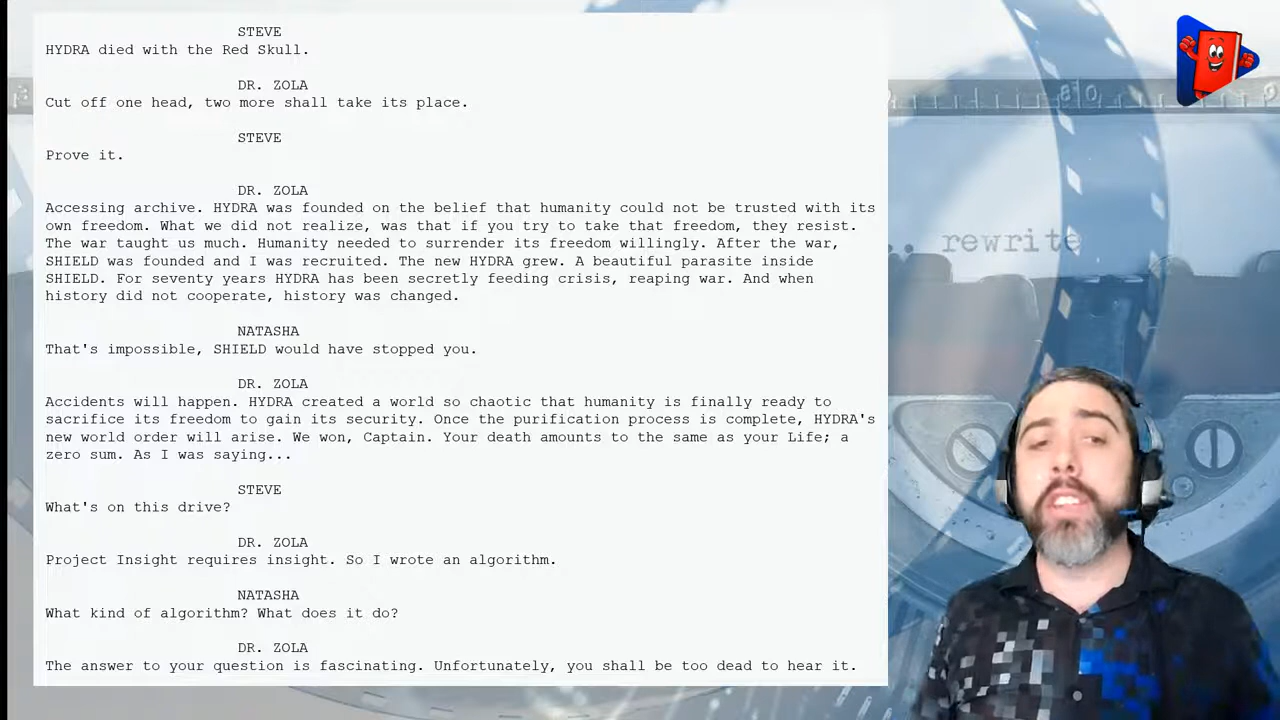 STEVE
HYDRA died with the Red Skull.
DR. ZOLA
Cut off one head, two more shall take its place.
STEVE
Prove it.
DR. ZOLA
Accessing archive. HYDRA was founded on the belief that humanity could not be trusted with its
own freedom. What we did not realize, was that if you try to take that freedom, they resist.
The war taught us much. Humanity needed to surrender its freedom willingly. After the war,
SHIELD was founded and I was recruited. The new HYDRA grew. A beautiful parasite inside
SHIELD. For seventy years HYDRA has been secretly feeding crisis, reaping war. And when
history did not cooperate, history was changed.
NATASHA
That's impossible, SHIELD would have stopped you.
DR. ZOLA
Accidents will happen. HYDRA created a world so chaotic that humanity is finally ready to
sacrifice its freedom to gain its security. Once the purification process is complete, HYDRA's
new world order will arise. We won, Captain. Your death amounts to the same as your Life; a
zero sum. As I was saying...
STEVE
What's on this drive?
DR. ZOLA
Project Insight requires insight. So I wrote an algorithm.
NATASHA
What kind of algorithm? What does it do?
DR. ZOLA
The answer to your question is fascinating. Unfortunately, you shall be too dead to hear it.
.. rewrite